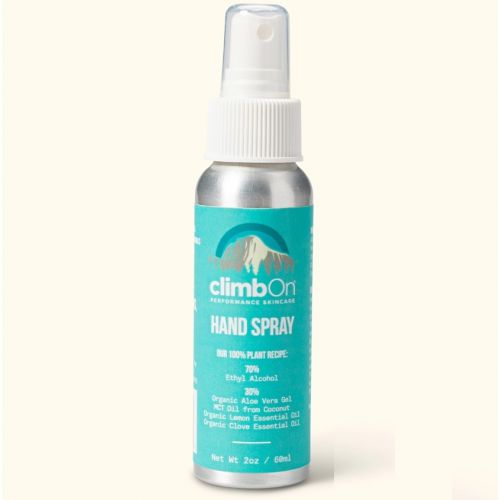 climbOn
PERFORMANCE SKINCARE
HAND SPRAY
OUR 100% PLANT RECIPE:
70%
Ethyl Alcohol
30%
Organic Aloe Vera Gel
MCT Oil from Coconut
Organic Lemon Essential Oil
Organic Clove Essential Oil
Net Wt 2oz / 60ml